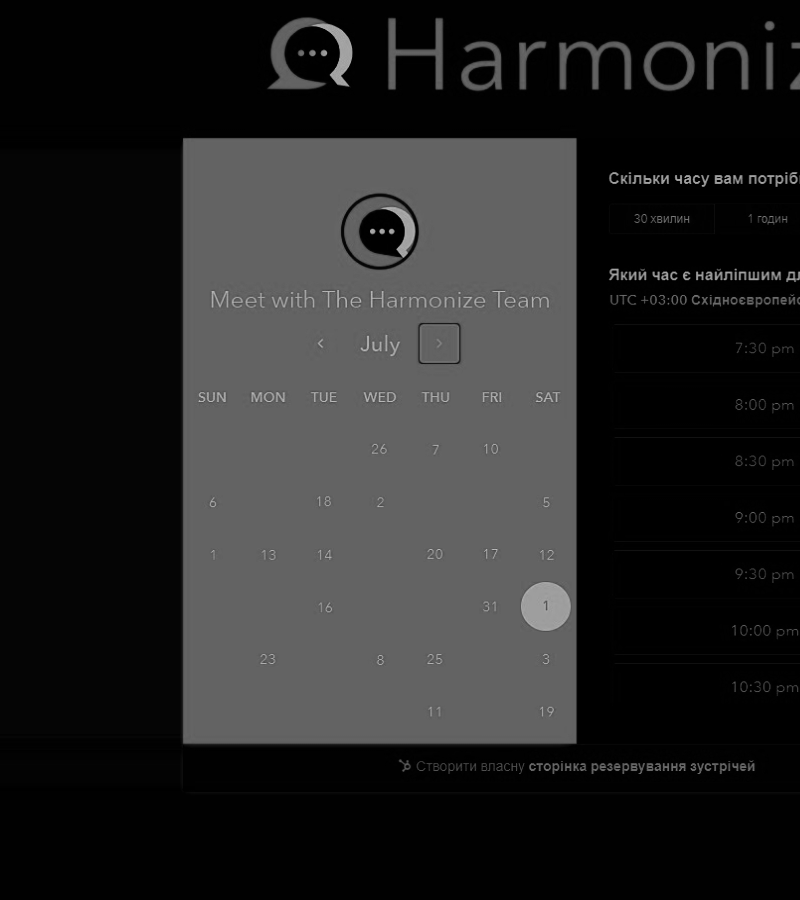 Harmoniz
Скільки часу вам потріб
30 хвилин 1 годин
Meet with The Harmonize Team
Який час є найліпшим д
UTC +03:00 Східноєвропейс
July
7:30 pm
SUN MON TUE WED THU FRI SAT
8:00 pm
26 7 10
8:30 pm
6 18 2 5
9:00 pm
1 13 14 20 17 12
9:30 pm
16 31 1
10:00 pm
23 8 25 3
10:30 pm
11 19
Створити власну сторінка резервування зустрічей